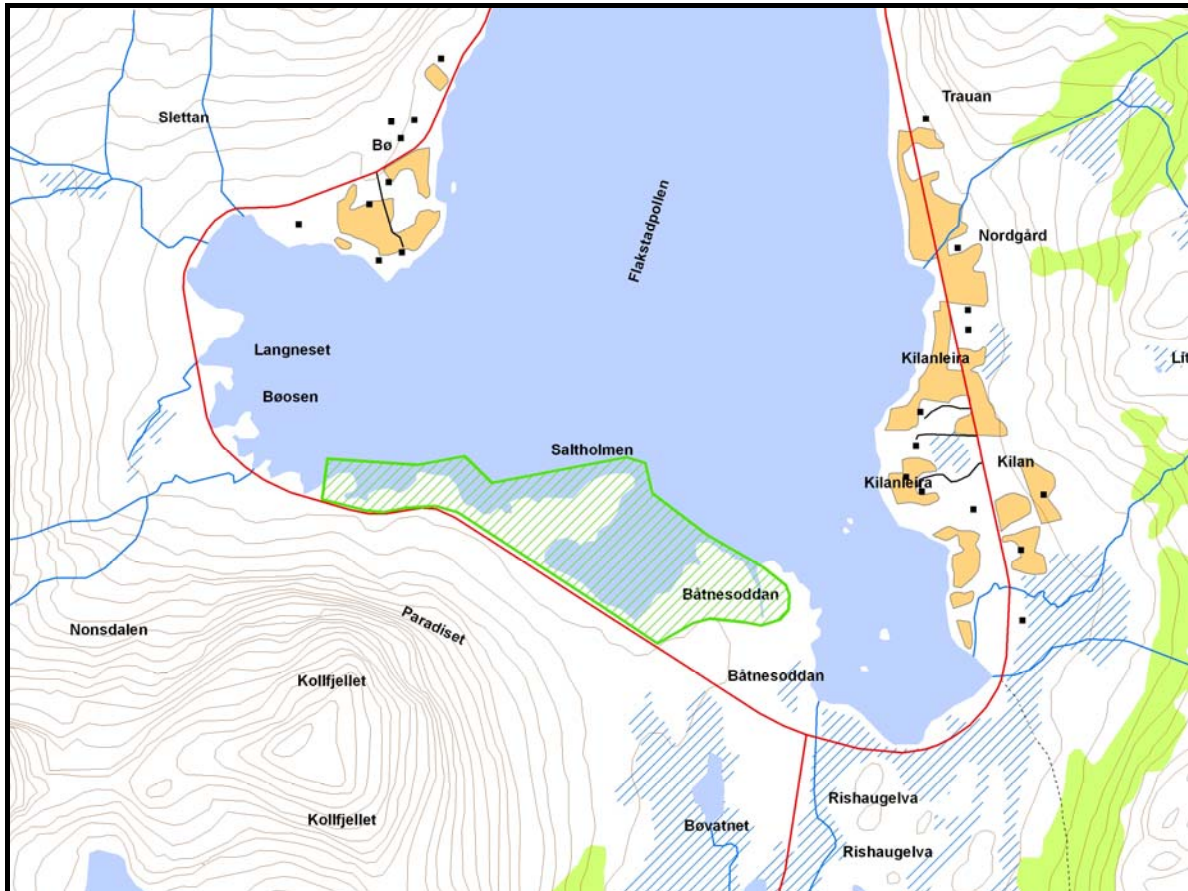 Trauan
Slettan
Bø
Flakstadpollen
Nordgård
Langneset
Kilanleira
Lit
Bøosen
Saltholmen
Kilan
Kilanleira
Båtnesoddan
Paradiset
Nonsdalen
Båtnesoddan
Kollfjellet
Rishaugelva
Kollfjellet
Bøvatnet
Rishaugelva